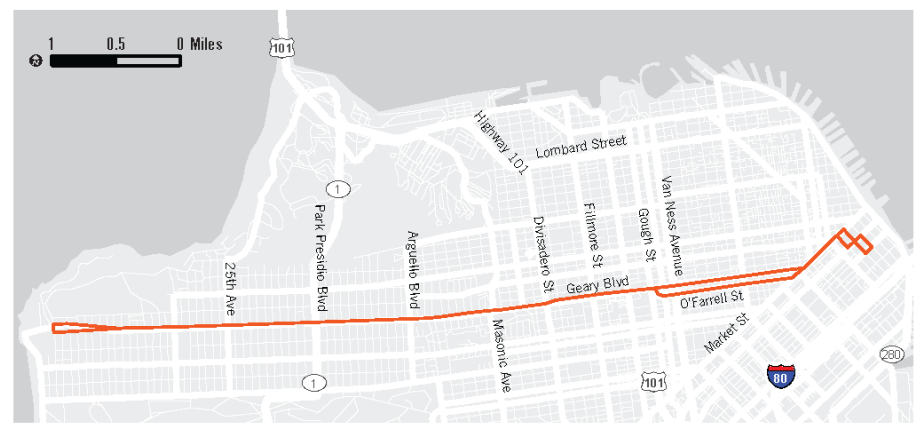 1 0.5 0 Miles
101
Highway 101
Lombard Street
1
Park Presidio Blvd
Arguello Blvd
25th Ave
Divisadero St
Fillmore St
Gough St
Van Ness Avenue
Geary Blvd
O'Farrell St
Masonic Ave
Market St
1
101
80
280